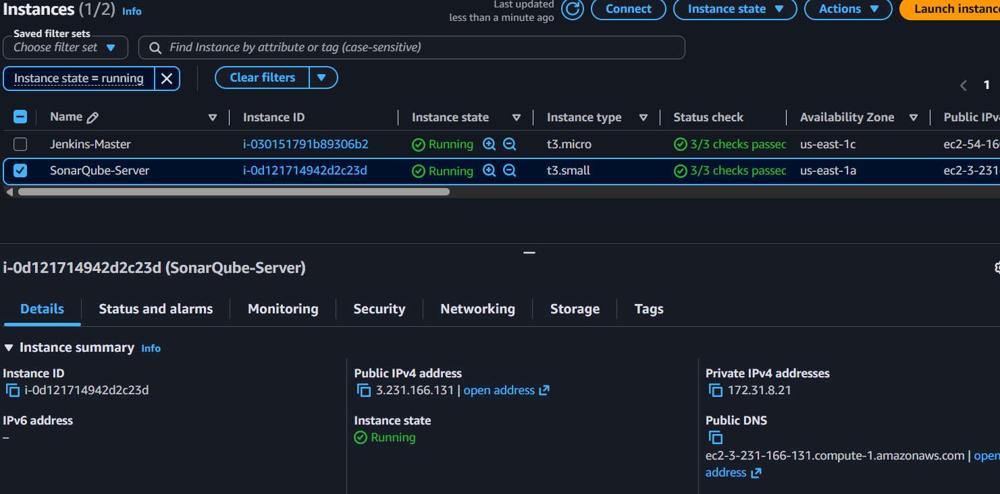 Instances (1/2) Info
Last updated
less than a minute ago
Connect
Instance state
Actions
Launch instance
Saved filter sets
Choose filter set
Find Instance by attribute or tag (case-sensitive)
Instance state = running
Clear filters
1
Name Instance ID Instance state Instance type Status check Availability Zone Public IPv4
Jenkins-Master i-030151791b89306b2 Running t3.micro 3/3 checks passec us-east-1c ec2-54-16
SonarQube-Server i-0d121714942d2c23d Running t3.small 3/3 checks passec us-east-1a ec2-3-231
i-0d121714942d2c23d (SonarQube-Server)
Details Status and alarms Monitoring Security Networking Storage Tags
Instance summary Info
Instance ID
i-0d121714942d2c23d
Public IPv4 address
3.231.166.131 | open address
Private IPv4 addresses
172.31.8.21
IPv6 address
–
Instance state
Running
Public DNS
ec2-3-231-166-131.compute-1.amazonaws.com | open
address